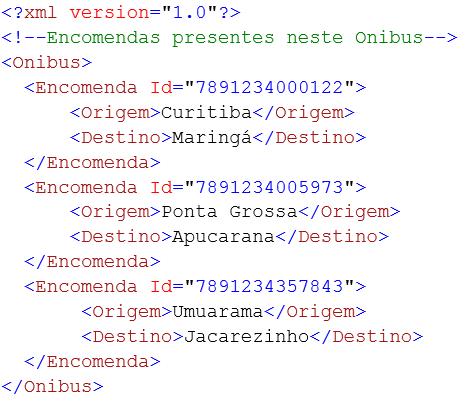 <?xml version="1.0"?>
<!--Encomendas presentes neste Onibus-->
<Onibus>
<Encomenda Id="7891234000122">
<Origem>Curitiba</Origem>
<Destino>Maringá</Destino>
</Encomenda>
<Encomenda Id="7891234005973">
<Origem>Ponta Grossa</Origem>
<Destino>Apucarana</Destino>
</Encomenda>
<Encomenda Id="7891234357843">
<Origem>Umuarama</Origem>
<Destino>Jacarezinho</Destino>
</Encomenda>
</Onibus>